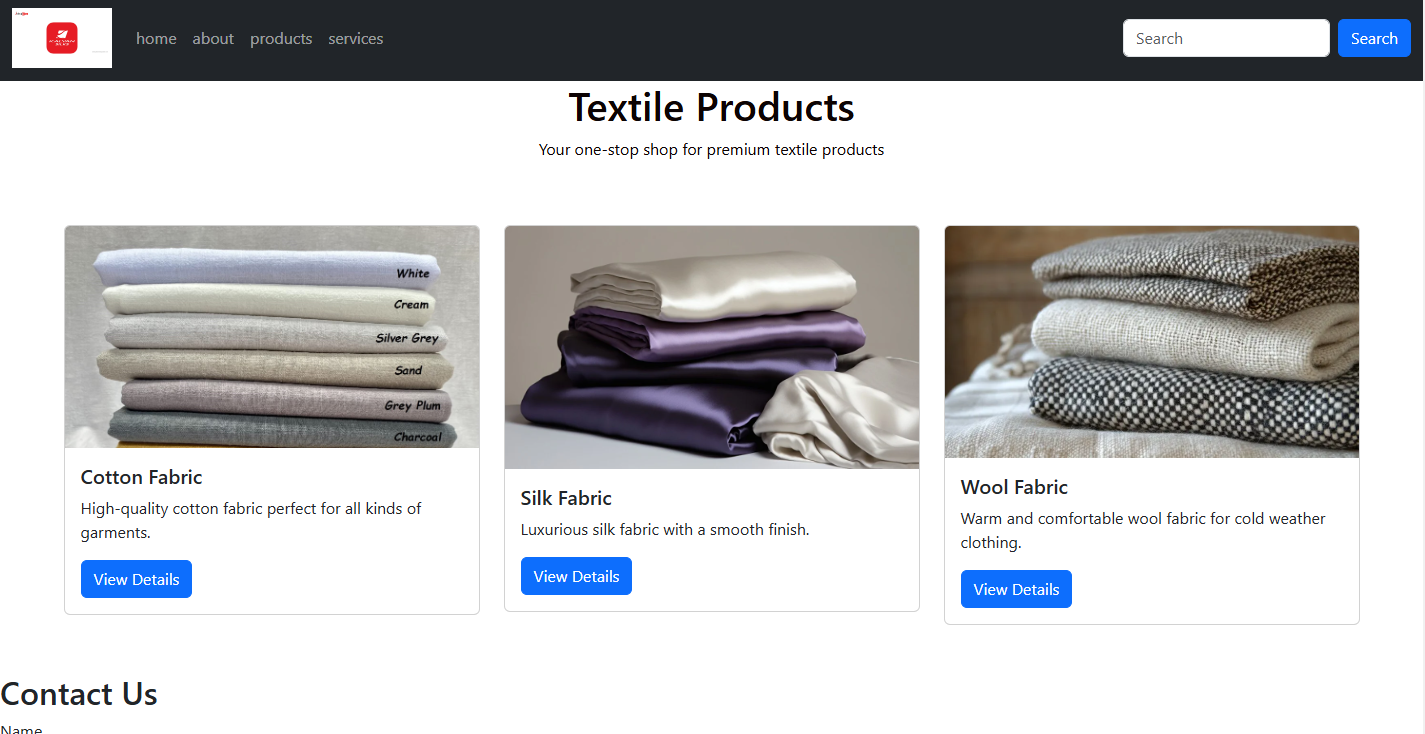 home about products services Search Search
Textile Products
Your one-stop shop for premium textile products
White
Cream
Silver Grey
Sand
Grey Plum
Charcoal
Cotton Fabric
High-quality cotton fabric perfect for all kinds of
garments.
View Details
Silk Fabric
Luxurious silk fabric with a smooth finish.
View Details
Wool Fabric
Warm and comfortable wool fabric for cold weather
clothing.
View Details
Contact Us
Name